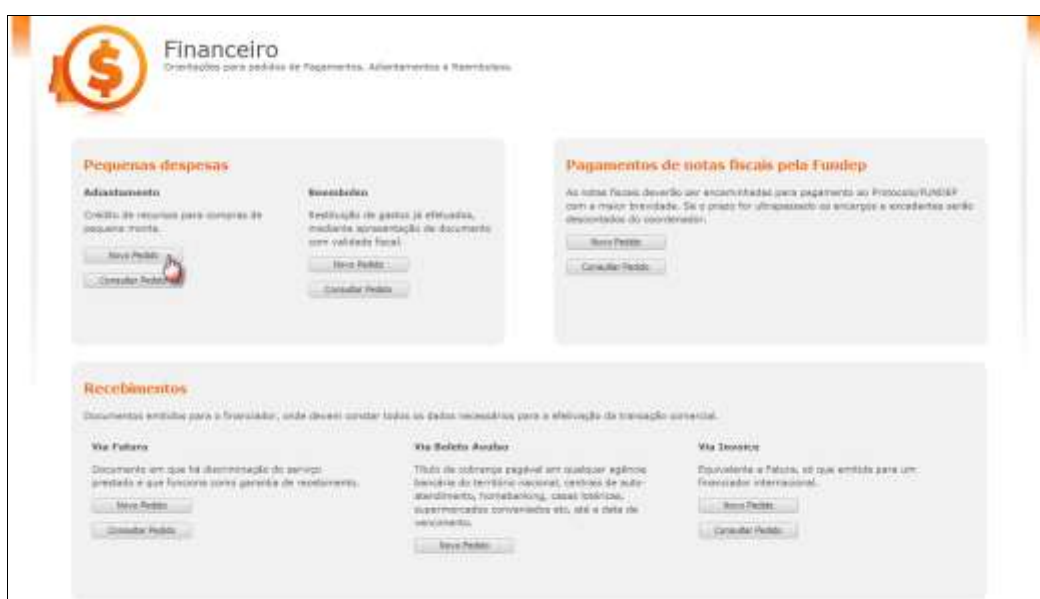 Financeiro
Orientações para pedidos de Pagamentos, Adiantamentos e Reembolsos.
Pequenas despesas
Adiantamento
Crédito de recursos para compras de
pequena monta.
Novo Pedido
Consultar Pedido
Reembolso
Restituição de gastos já efetuados,
mediante apresentação de documento
com validade fiscal.
Novo Pedido
Consultar Pedido
Pagamentos de notas fiscais pela Fundep
As notas fiscais deverão ser encaminhadas para pagamento ao Protocolo/FUNDEP
com a maior brevidade. Se o prazo for ultrapassado os encargos e excedentes serão
descontados do coordenador.
Novo Pedido
Consultar Pedido
Recebimentos
Documentos emitidos para o financiador, onde devem constar todos os dados necessários para a efetivação da transação comercial.
Via Fatura
Documento em que há discriminação do serviço
prestado e que funciona como garantia de recebimento.
Novo Pedido
Consultar Pedido
Via Boleto Avulso
Título de cobrança pagável em qualquer agência
bancária do território nacional, centrais de auto-
atendimento, homebanking, casas lotéricas,
supermercados conveniados etc, até a data de
vencimento.
Novo Pedido
Via Invoice
Equivalente a Fatura, só que emitida para um
financiador internacional.
Novo Pedido
Consultar Pedido